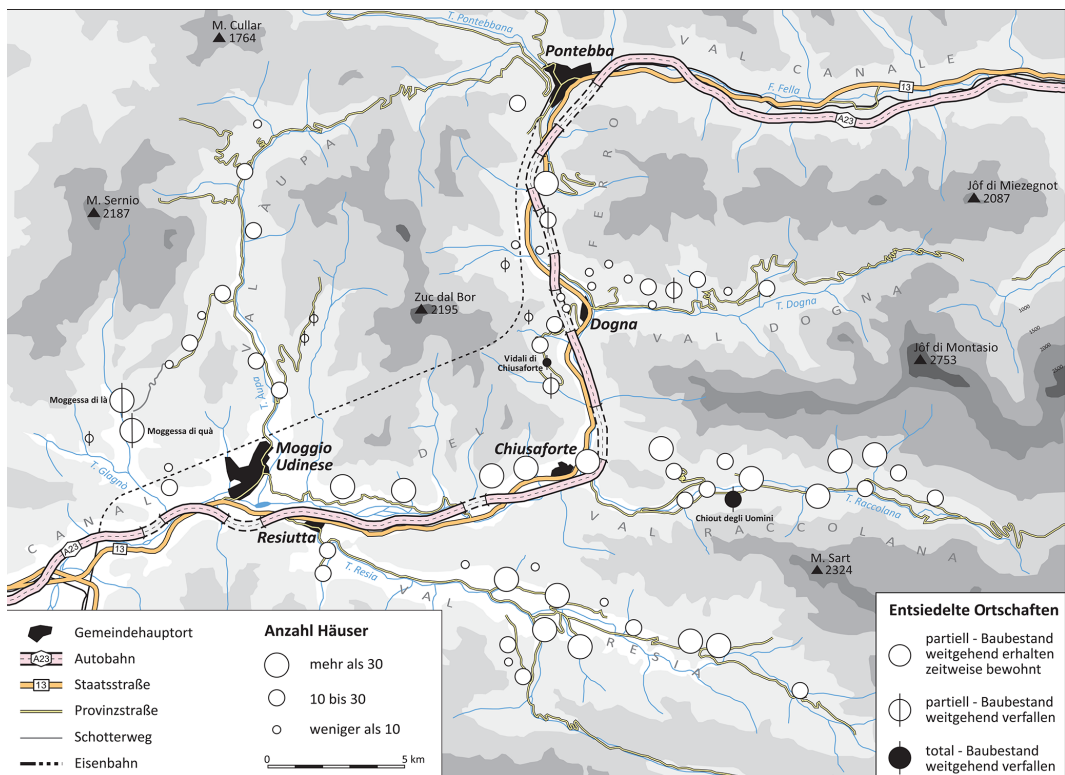 M. Cullar
1764
T. Pontebbana
Pontebba
VAL CANALE
F. Fella
13
A23
M. Sernio
2187
VAL AUPA
T. Aupa
FERRO
Jôf di Miezegnot
2087
Zuc dal Bor
2195
Dogna
T. Dogna
VAL DOGNA
Vidali di
Chiusaforte
Jôf di Montasio
2753
1000
1500
Moggessa di là
Moggessa di quà
Moggio
Udinese
T. Glagnò
DEL
Chiusaforte
Chiout degli Uomini
T. Raccolana
VAL RACCOLANA
CANAL
A23
13
Resiutta
T. Resia
VAL RESIA
M. Sart
2324
Gemeindehauptort
A23
Autobahn
13
Staatsstraße
Provinzstraße
Schotterweg
Eisenbahn
Anzahl Häuser
mehr als 30
10 bis 30
weniger als 10
0
5 km
Entsiedelte Ortschaften
partiell - Baubestand
weitgehend erhalten
zeitweise bewohnt
partiell - Baubestand
weitgehend verfallen
total - Baubestand
weitgehend verfallen